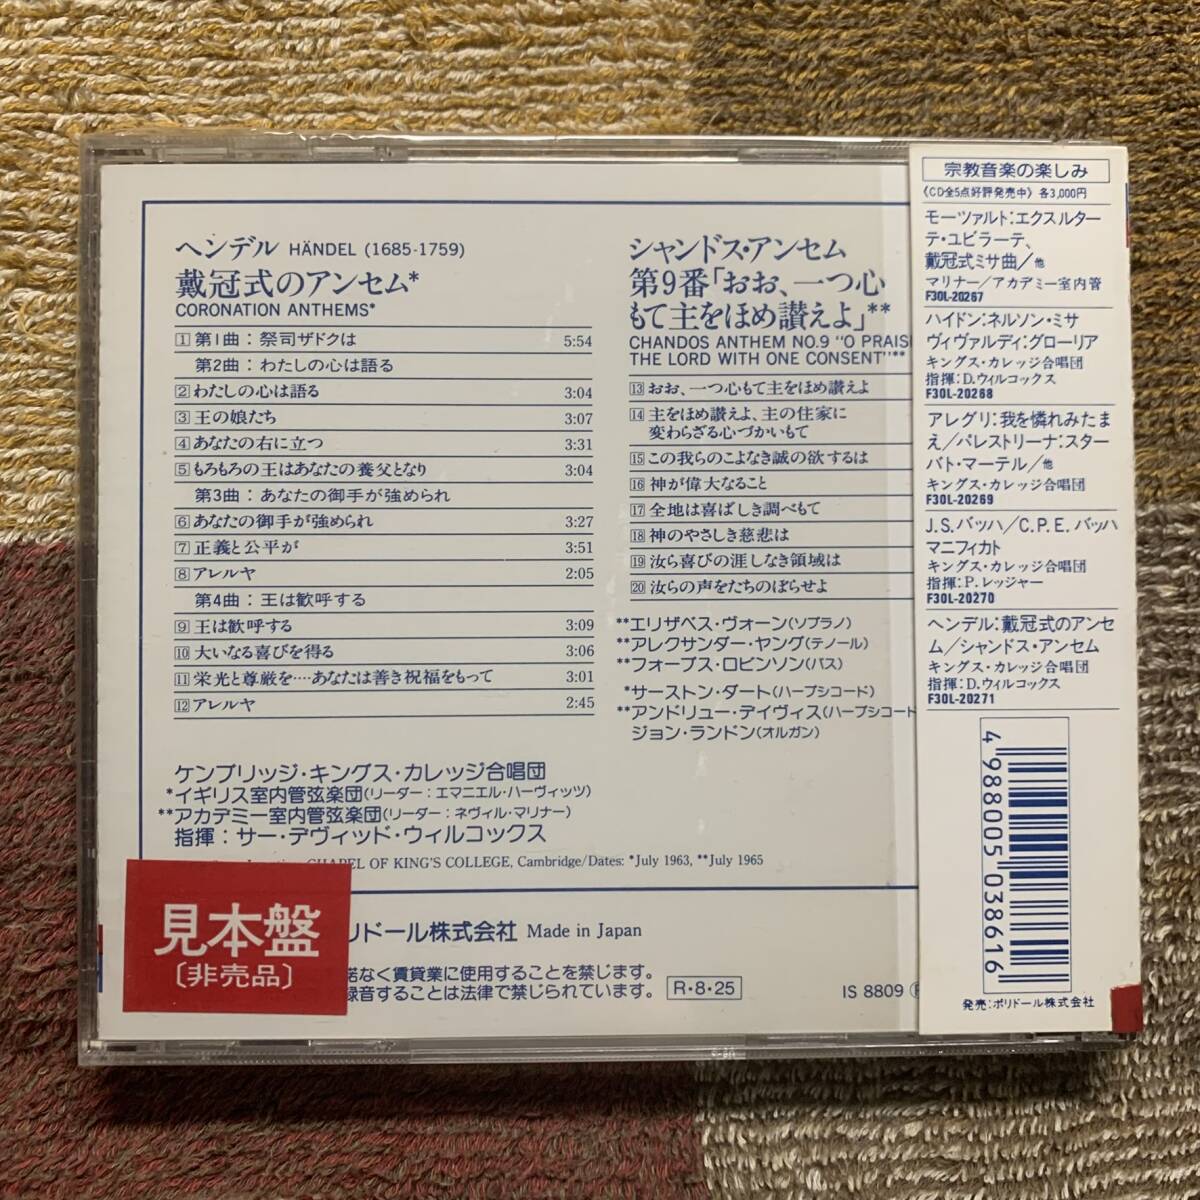 ヘンデル HÄNDEL (1685-1759)
戴冠式のアンセム*
CORONATION ANTHEMS*
1 第1曲：祭司ザドクは 5:54
第2曲：わたしの心は語る
2 わたしの心は語る 3:04
3 王の娘たち 3:07
4 あなたの右に立つ 3:31
5 もろもろの王はあなたの養父となり 3:04
第3曲：あなたの御手が強められ
6 あなたの御手が強められ 3:27
7 正義と公平が 3:51
8 アレルヤ 2:05
第4曲：王は歓呼する
9 王は歓呼する 3:09
10 大いなる喜びを得る 3:06
11 栄光と尊厳を……あなたは善き祝福をもって 3:01
12 アレルヤ 2:45
ケンブリッジ・キングス・カレッジ合唱団
*イギリス室内管弦楽団(リーダー：エマニエル・ハーヴィッツ)
**アカデミー室内管弦楽団(リーダー：ネヴィル・マリナー)
指揮：サー・デヴィッド・ウィルコックス
CHAPEL OF KING'S COLLEGE, Cambridge/Dates: *July 1963, **July 1965
シャンドス・アンセム
第9番「おお、一つ心
もて主をほめ讃えよ」**
CHANDOS ANTHEM NO.9 "O PRAIS
THE LORD WITH ONE CONSENT"**
13 おお、一つ心もて主をほめ讃えよ
14 主をほめ讃えよ、主の住家に
変わらざる心づかいもて
15 この我らのこよなき誠の欲するは
16 神が偉大なること
17 全地は喜ばしき調べもて
18 神のやさしき慈悲は
19 汝ら喜びの涯しなき領域は
20 汝らの声をたちのぼらせよ
**エリザベス・ヴォーン(ソプラノ)
**アレクサンダー・ヤング(テノール)
**フォーブス・ロビンソン(バス)
*サーストン・ダート(ハープシコード)
**アンドリュー・デイヴィス(ハープシコード
ジョン・ランドン(オルガン)
見本盤
〔非売品〕
リドール株式会社 Made in Japan
諾なく賃貸業に使用することを禁じます。
録音することは法律で禁じられています。
R・8・25
IS 8809
宗教音楽の楽しみ
《CD全5点好評発売中》各3,000円
モーツァルト：エクスルター
テ・ユビラーテ、
戴冠式ミサ曲／他
マリナー／アカデミー室内管
F30L-20267
ハイドン：ネルソン・ミサ
ヴィヴァルディ：グローリア
キングス・カレッジ合唱団
指揮：D.ウィルコックス
F30L-20268
アレグリ：我を憐れみたま
え／パレストリーナ：スター
バト・マーテル／他
キングス・カレッジ合唱団
F30L-20269
J.S.バッハ／C.P.E.バッハ
マニフィカト
キングス・カレッジ合唱団
指揮：P.レッジャー
F30L-20270
ヘンデル：戴冠式のアンセ
ム／シャンドス・アンセム
キングス・カレッジ合唱団
指揮：D.ウィルコックス
F30L-20271
4 988005 038616
発売：ポリドール株式会社